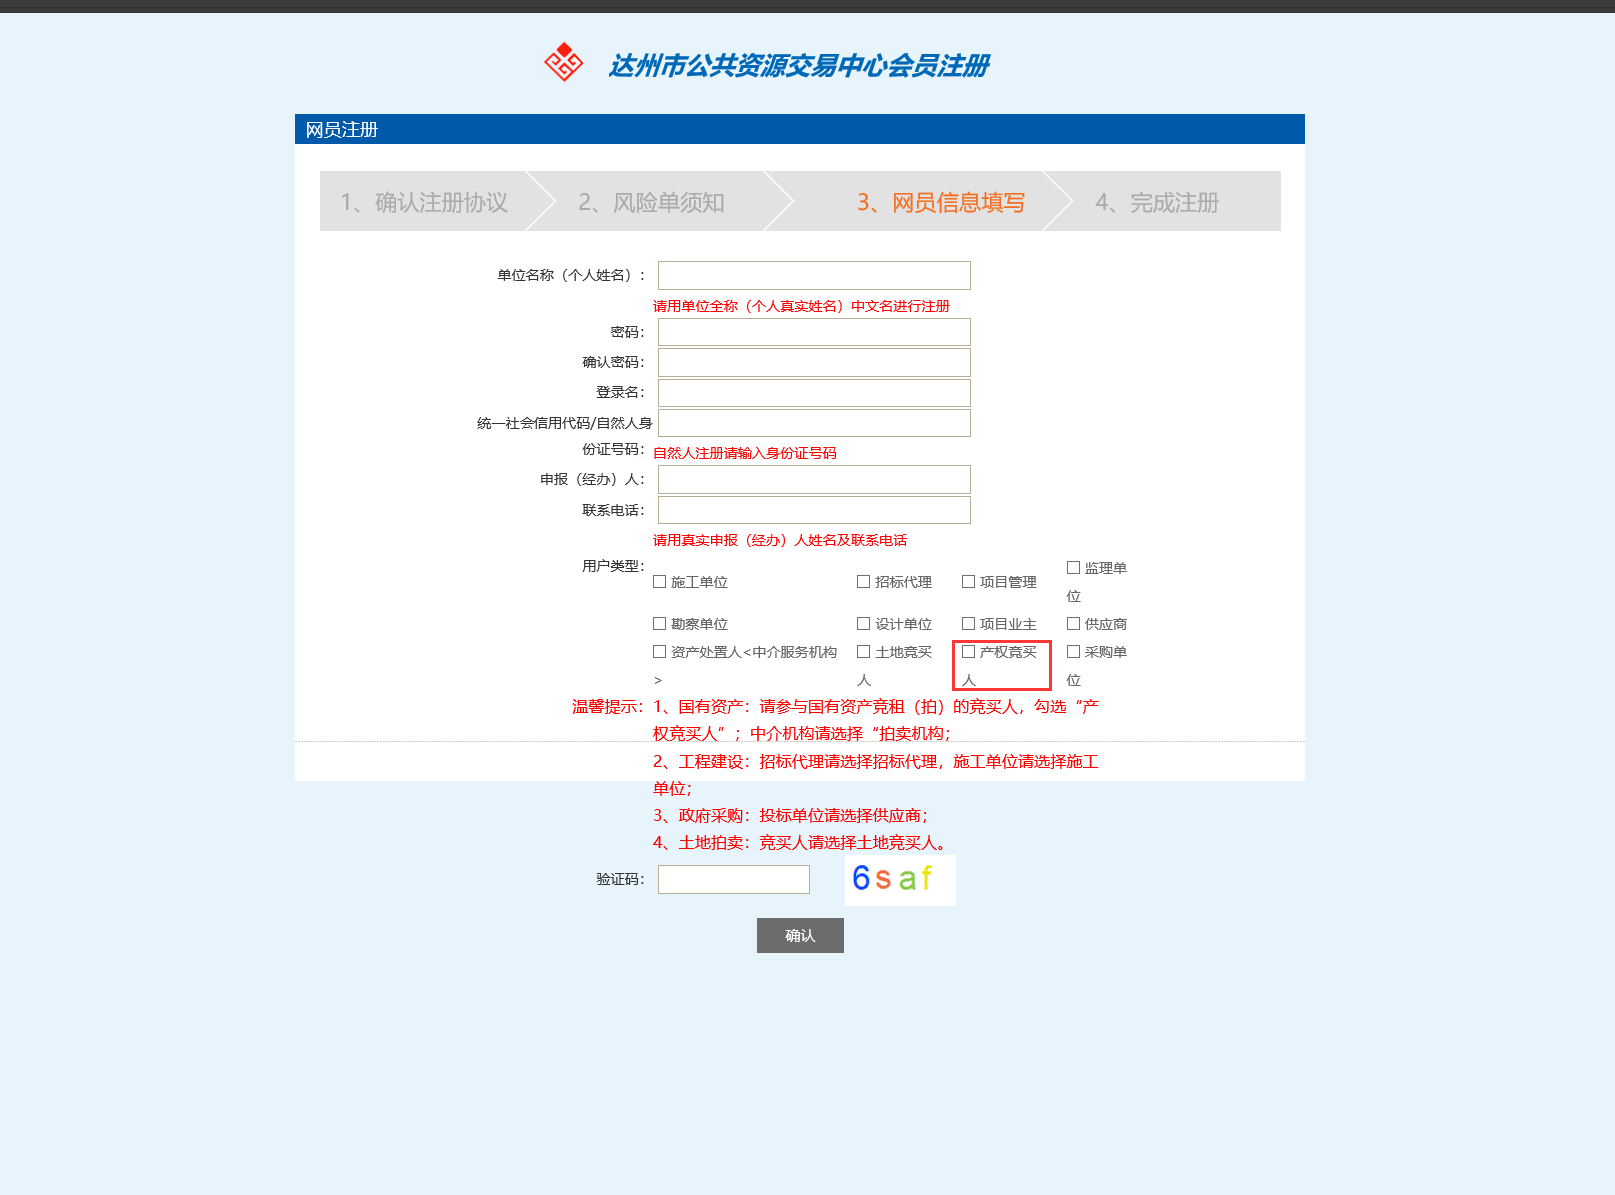 达州市公共资源交易中心会员注册
网员注册
1、确认注册协议
2、风险单须知
3、网员信息填写
4、完成注册
单位名称（个人姓名）：
请用单位全称（个人真实姓名）中文名进行注册
密码：
确认密码：
登录名：
统一社会信用代码/自然人身
份证号码：
自然人注册请输入身份证号码
申报（经办）人：
联系电话：
请用真实申报（经办）人姓名及联系电话
用户类型：
施工单位
招标代理
项目管理
监理单
位
勘察单位
设计单位
项目业主
供应商
资产处置人<中介服务机构
>
土地竞买
人
产权竞买
人
采购单
位
温馨提示：
1、国有资产：请参与国有资产竞租（拍）的竞买人，勾选“产
权竞买人”；中介机构请选择“拍卖机构；
2、工程建设：招标代理请选择招标代理，施工单位请选择施工
单位；
3、政府采购：投标单位请选择供应商；
4、土地拍卖：竞买人请选择土地竞买人。
验证码：
6saf
确认